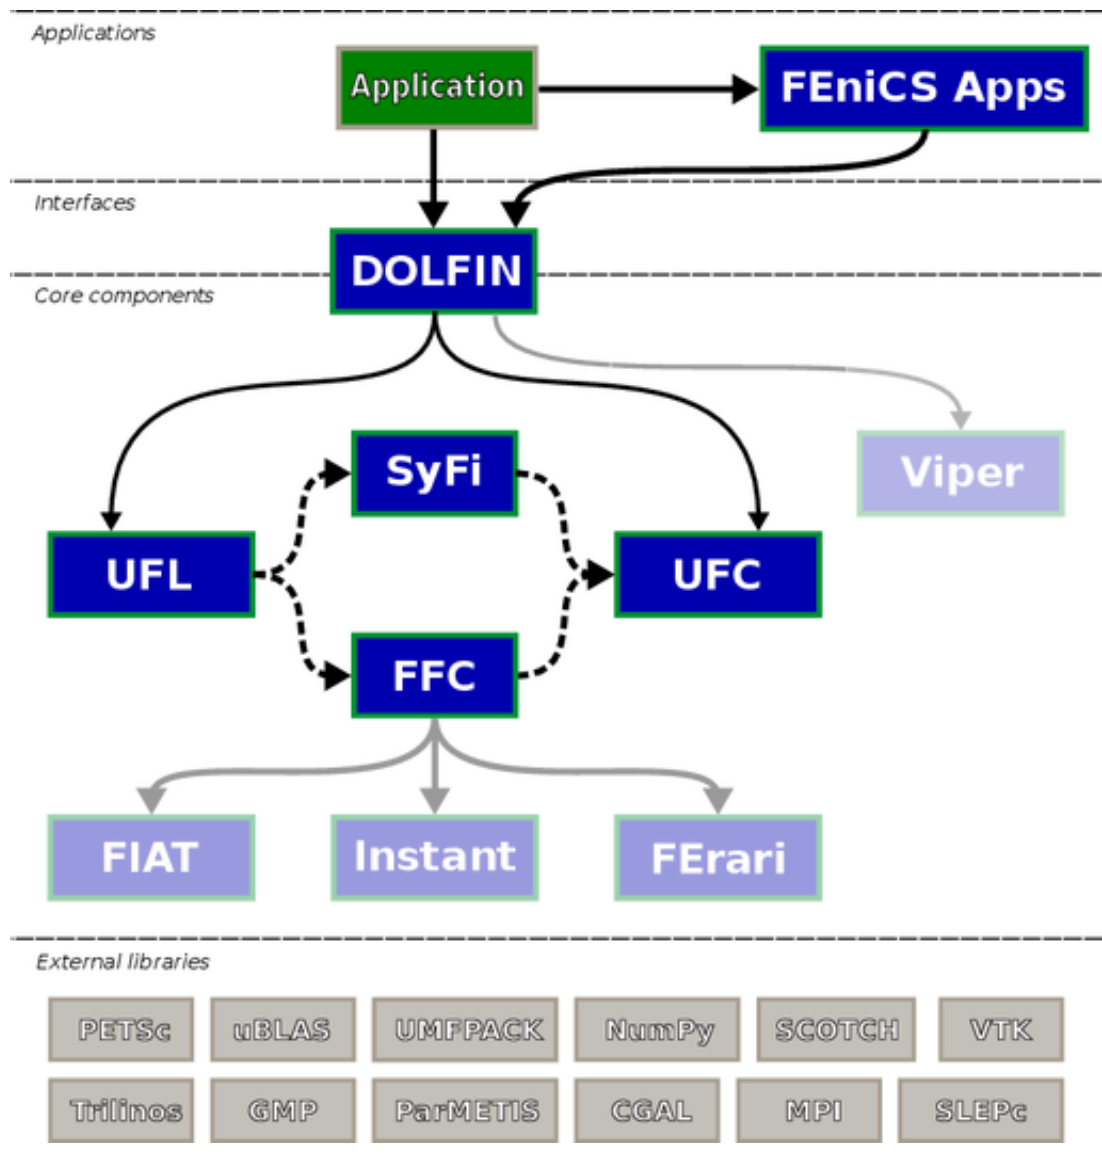 Applications
Application
FEniCS Apps
Interfaces
DOLFIN
Core components
SyFi
Viper
UFL
UFC
FFC
FIAT
Instant
FErari
External libraries
PETSc
uBLAS
UMFPACK
NumPy
SCOTCH
VTK
Trilinos
GMP
ParMETIS
CGAL
MPI
SLEPc